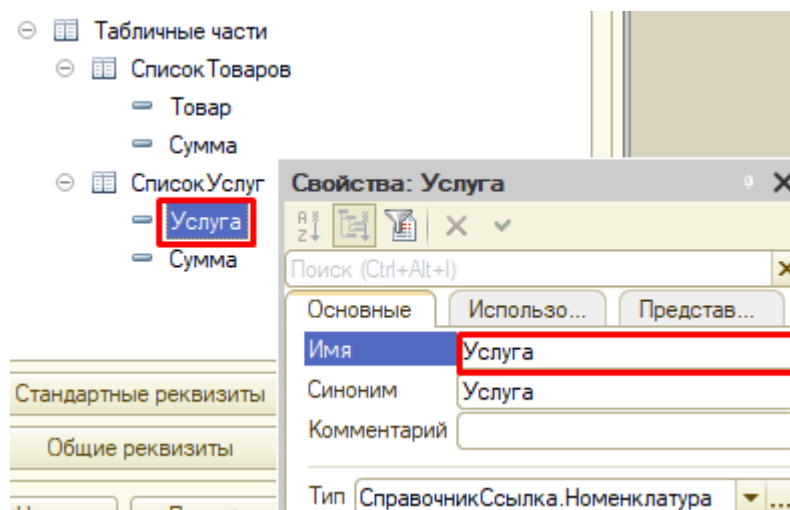 Табличные части
СписокТоваров
Товар
Сумма
СписокУслуг
Услуга
Сумма
Свойства: Услуга
Поиск (Ctrl+Alt+I)
Основные Использо... Представ...
Имя Услуга
Синоним Услуга
Комментарий
Тип СправочникСсылка.Номенклатура ...
Стандартные реквизиты
Общие реквизиты